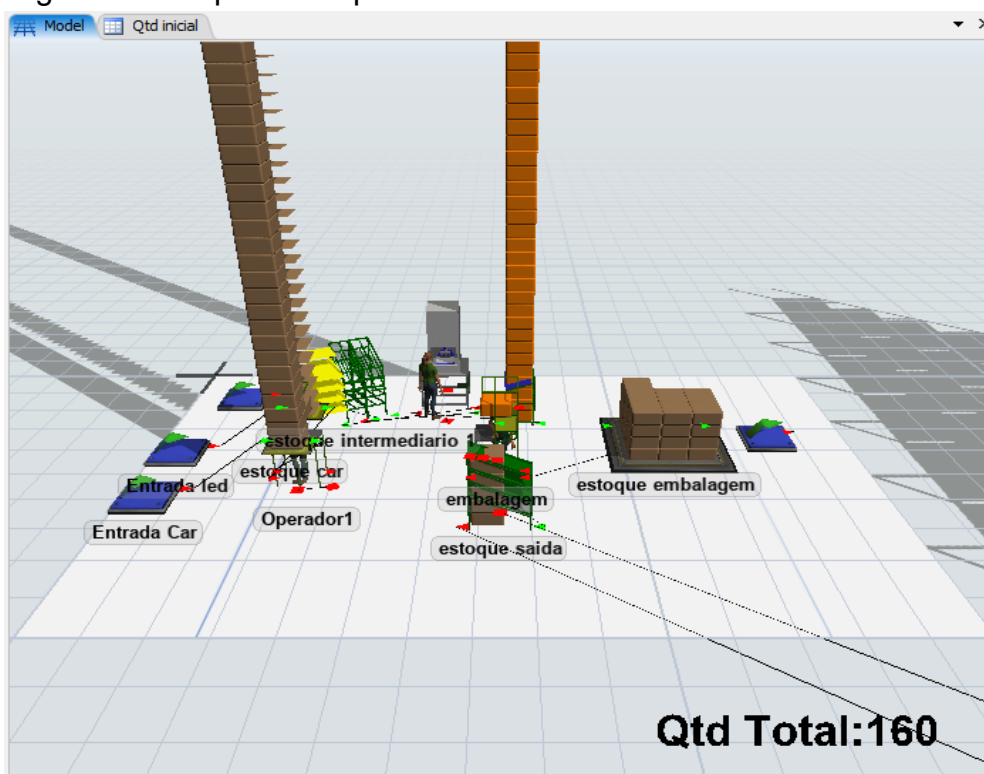 Model
Qtd inicial
estoque intermediario 1
estoque car
Entrada led
Entrada Car
Operador1
embalagem
estoque embalagem
estoque saida
Qtd Total:160